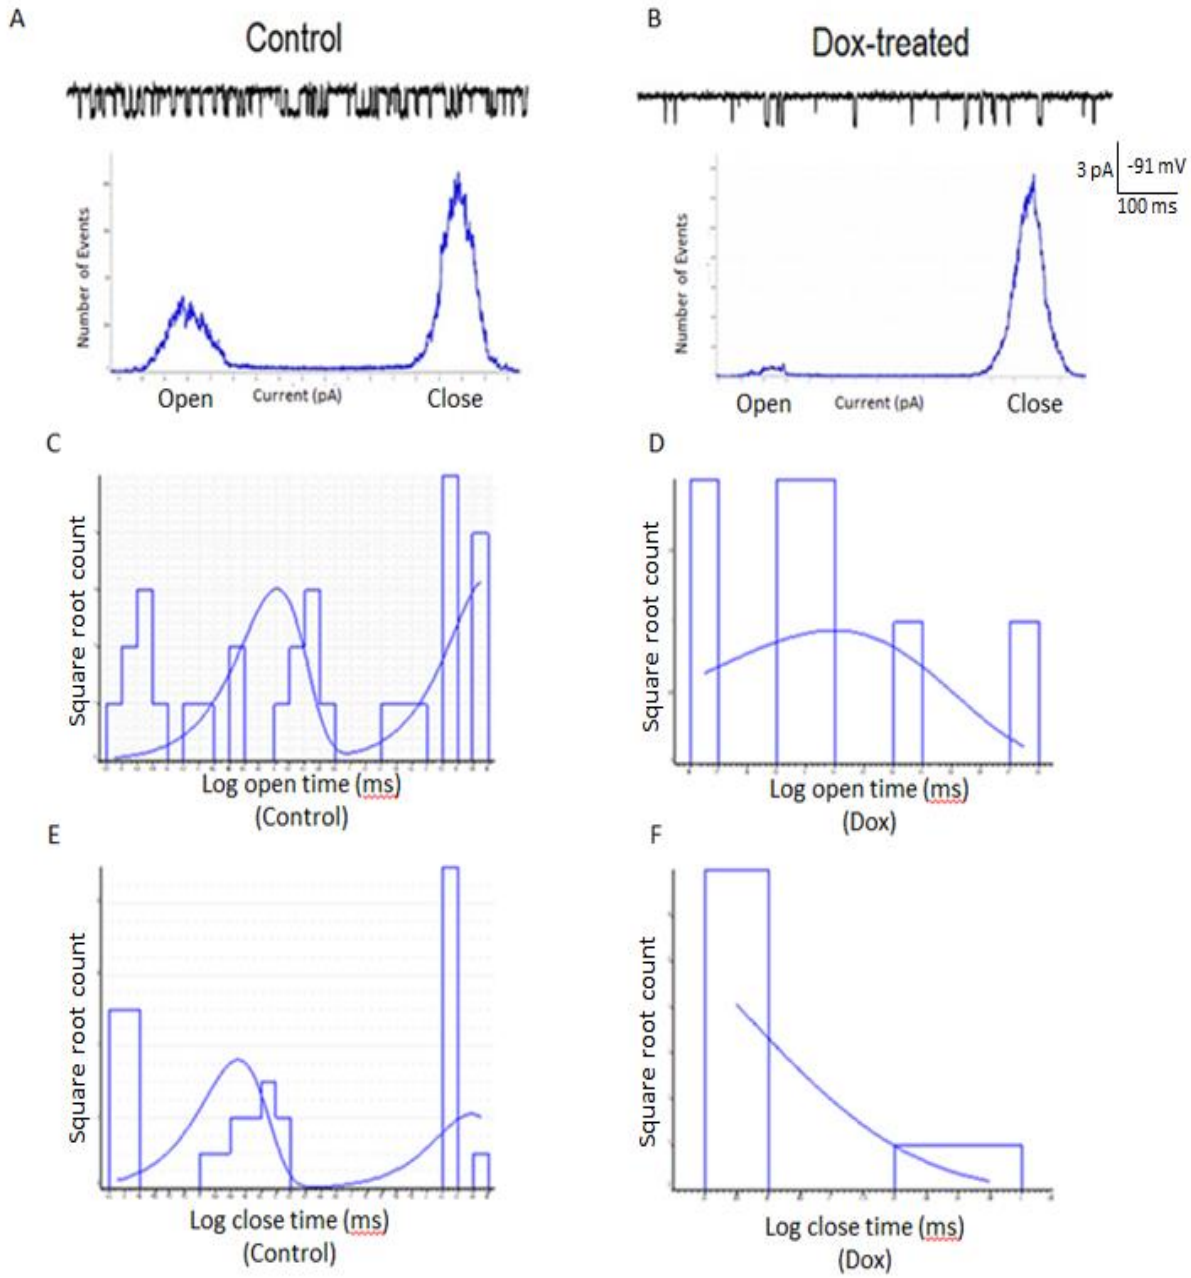 A
Control
B
Dox-treated
3 pA
-91 mV
100 ms
Number of Events
Open
Current (pA)
Close
Number of Events
Open
Current (pA)
Close
C
Square root count
Log open time (ms)
(Control)
D
Square root count
Log open time (ms)
(Dox)
E
Square root count
Log close time (ms)
(Control)
F
Square root count
Log close time (ms)
(Dox)